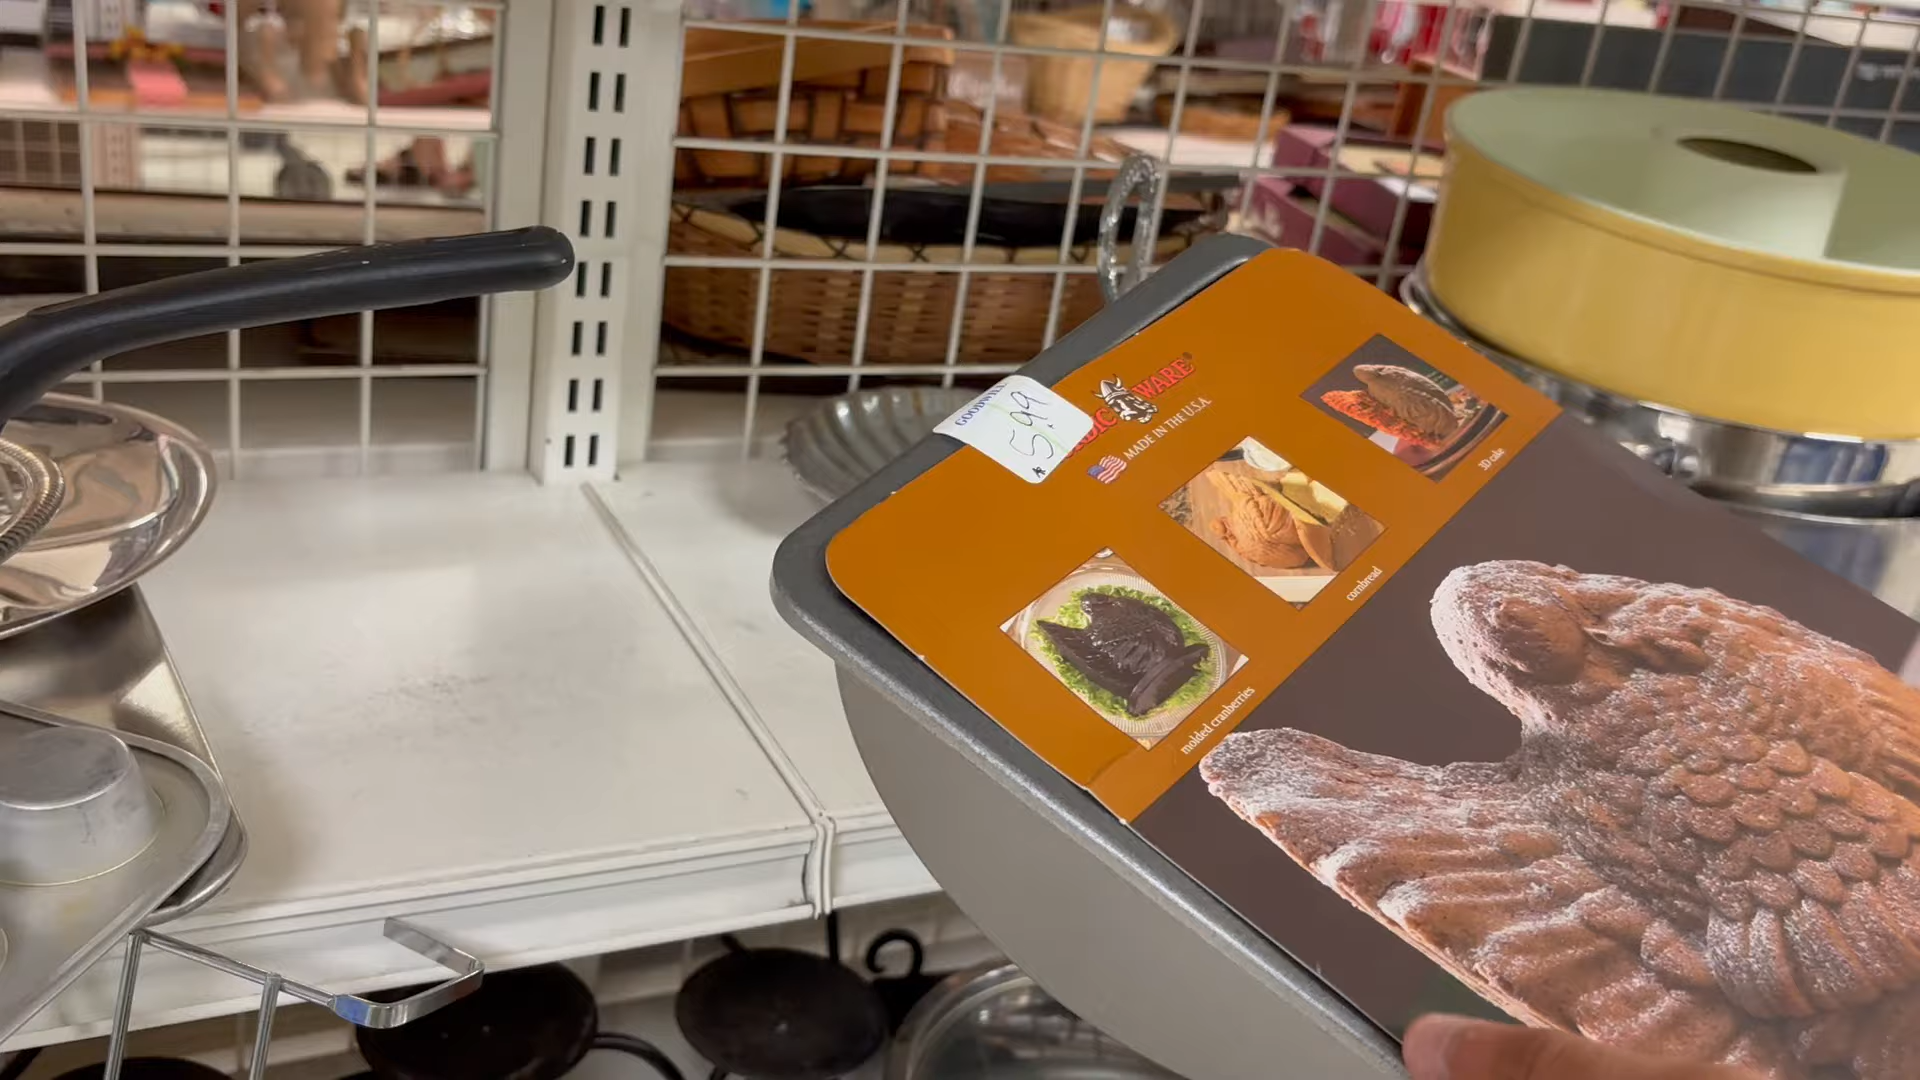 GOODWILL
5.99
WARE®
MADE IN THE U.S.A.
3D cake
cornbread
molded cranberries